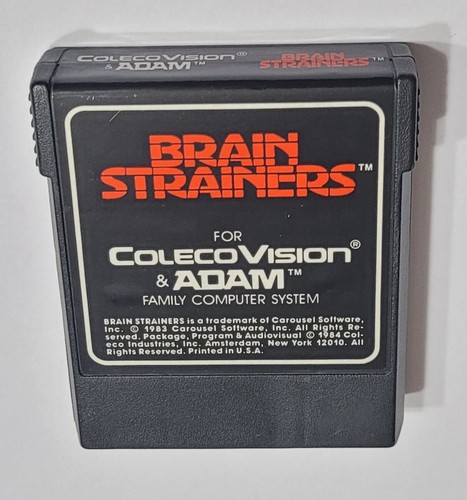 COLECOVISION
& ADAM™
BRAIN
STRAINERS™
BRAIN
STRAINERS™
FOR
COLECOVISION®
& ADAM™
FAMILY COMPUTER SYSTEM
BRAIN STRAINERS is a trademark of Carousel Software,
Inc. © 1983 Carousel Software, Inc. All Rights Re-
served. Package, Program & Audiovisual © 1984 Col-
eco Industries, Inc. Amsterdam, New York 12010. All
Rights Reserved. Printed in U.S.A.